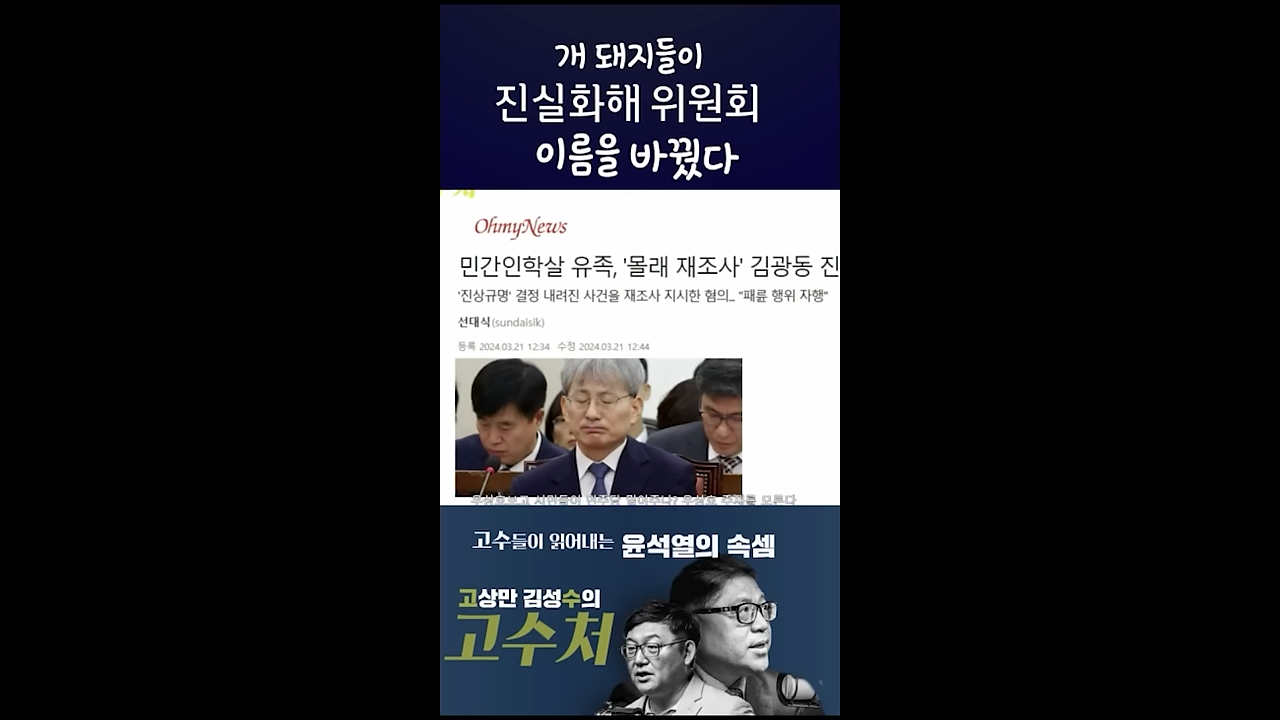 개 돼지들이
진실화해 위원회
이름을 바꿨다
OhmyNews
민간인학살 유족, '몰래 재조사' 김광동 진
'진상규명' 결정 내려진 사건을 재조사 지시한 혐의... "패륜 행위 자행"
선대식(sundaisik)
등록 2024.03.21 12:34 수정 2024.03.21 12:44
고수들이 읽어내는 윤석열의 속셈
고상만 김성수의
고수처